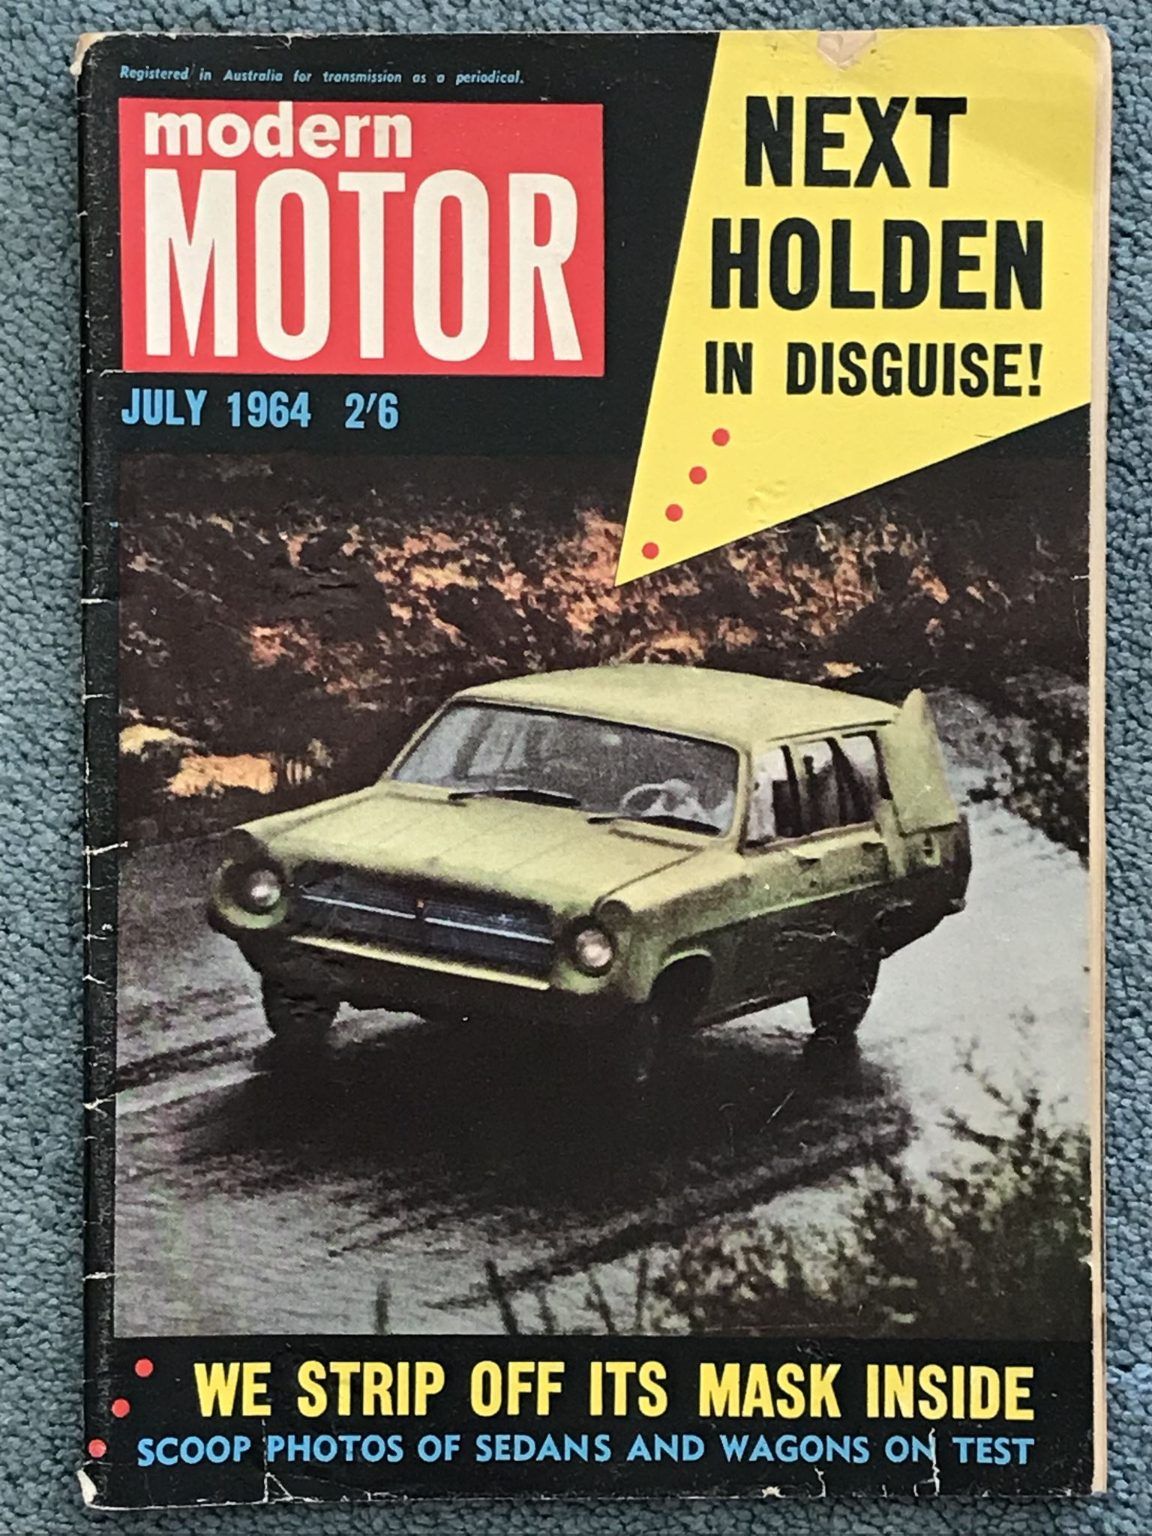 Registered in Australia for transmission as a periodical.
modern
MOTOR
JULY 1964 2'6
NEXT
HOLDEN
IN DISGUISE!
WE STRIP OFF ITS MASK INSIDE
SCOOP PHOTOS OF SEDANS AND WAGONS ON TEST